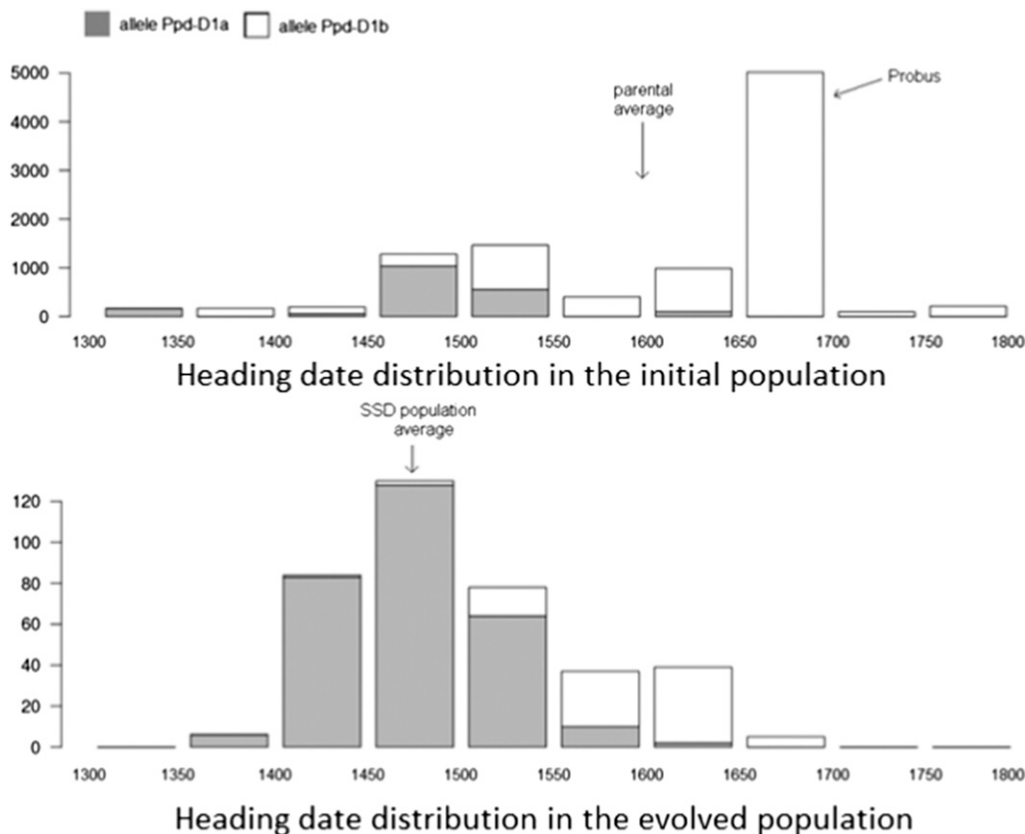 allele Ppd-D1a allele Ppd-D1b
5000
4000
3000
2000
1000
0
parental
average
Probus
1300 1350 1400 1450 1500 1550 1600 1650 1700 1750 1800
Heading date distribution in the initial population
SSD population
average
120
100
80
60
40
20
0
1300 1350 1400 1450 1500 1550 1600 1650 1700 1750 1800
Heading date distribution in the evolved population